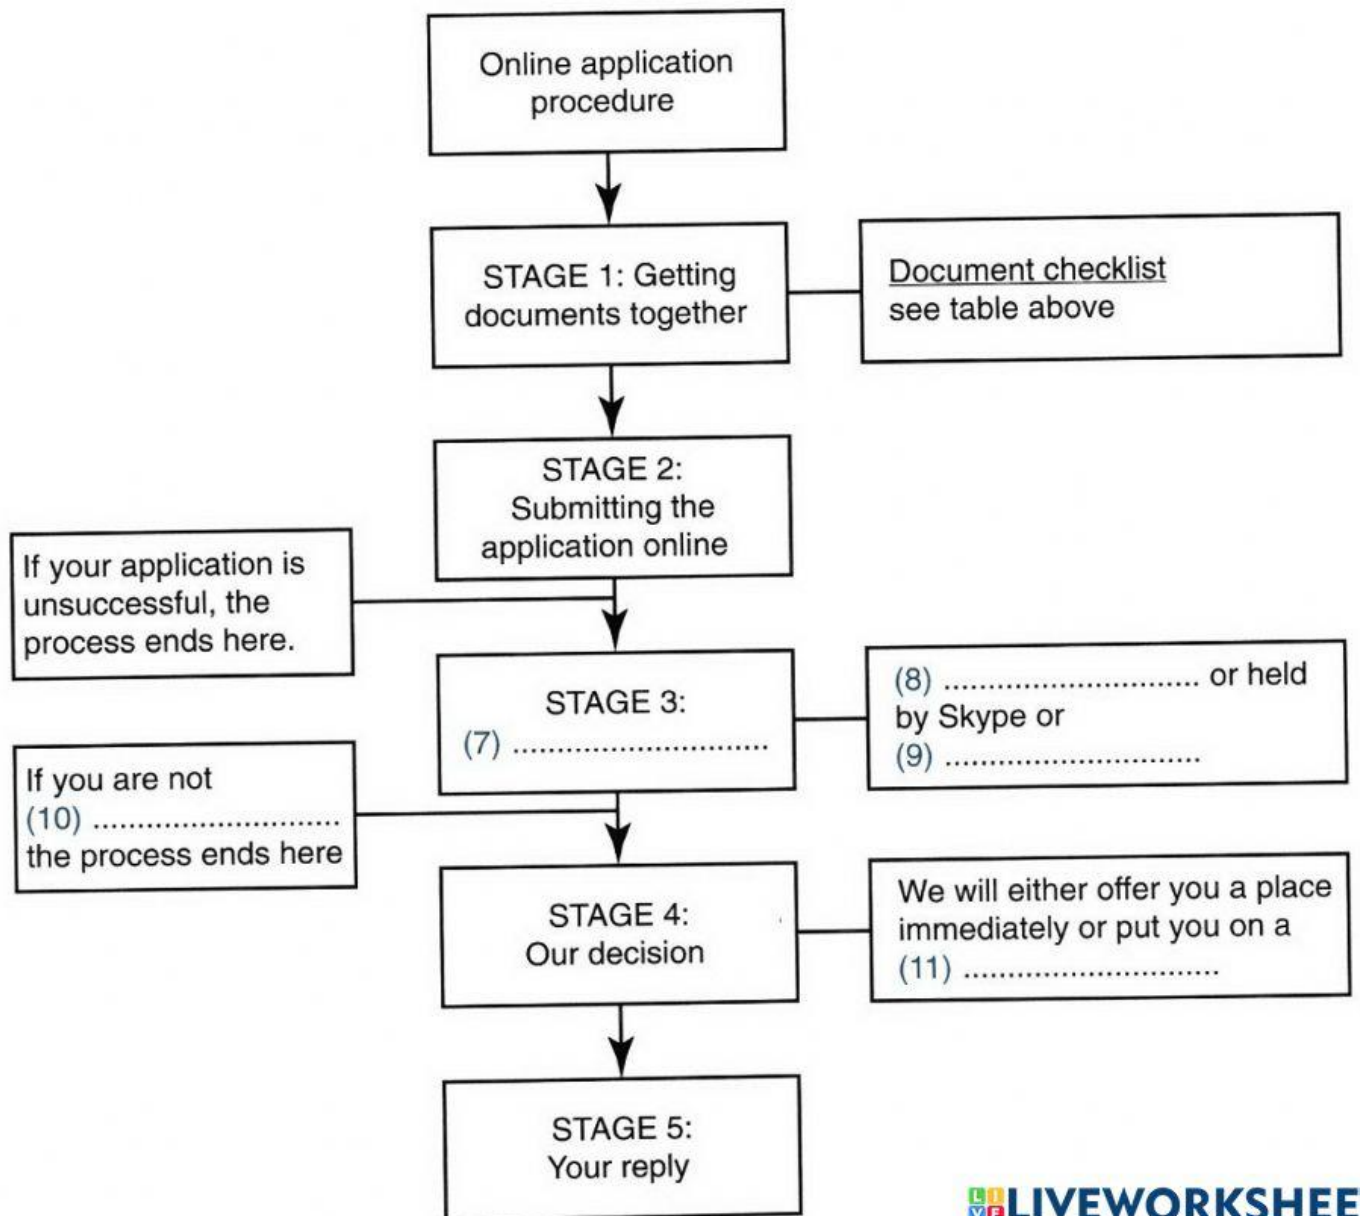 Online application
procedure
STAGE 1: Getting
documents together
Document checklist
see table above
STAGE 2:
Submitting the
application online
If your application is
unsuccessful, the
process ends here.
STAGE 3:
(7) .............................
(8) ............................. or held
by Skype or
(9) .............................
If you are not
(10) ............................
the process ends here
STAGE 4:
Our decision
We will either offer you a place
immediately or put you on a
(11) .............................
STAGE 5:
Your reply
LIVEWORKSHEE